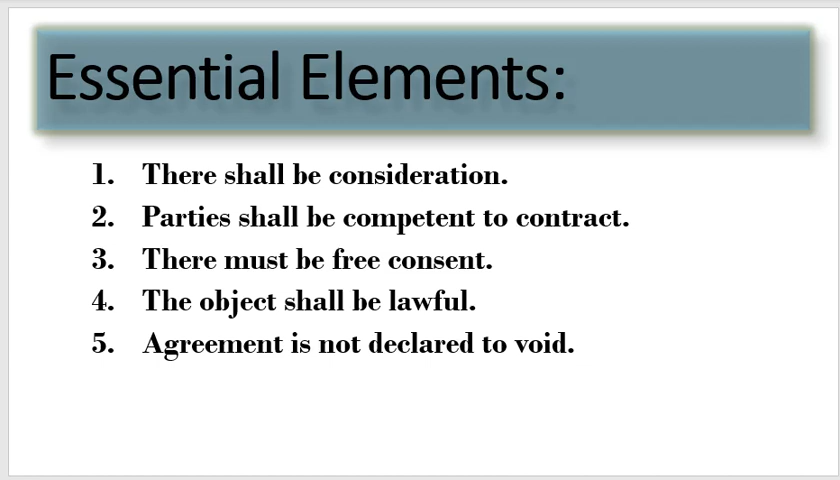 Essential Elements:
1. There shall be consideration.
2. Parties shall be competent to contract.
3. There must be free consent.
4. The object shall be lawful.
5. Agreement is not declared to void.